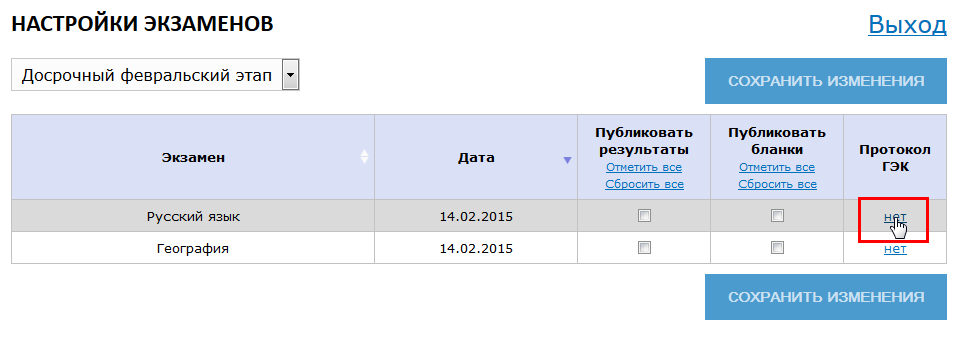 НАСТРОЙКИ ЭКЗАМЕНОВ
Выход
Досрочный февральский этап
СОХРАНИТЬ ИЗМЕНЕНИЯ
Экзамен
Дата
Публиковать результаты
Отметить все
Сбросить все
Публиковать бланки
Отметить все
Сбросить все
Протокол ГЭК
Русский язык 14.02.2015 нет
География 14.02.2015 нет
СОХРАНИТЬ ИЗМЕНЕНИЯ